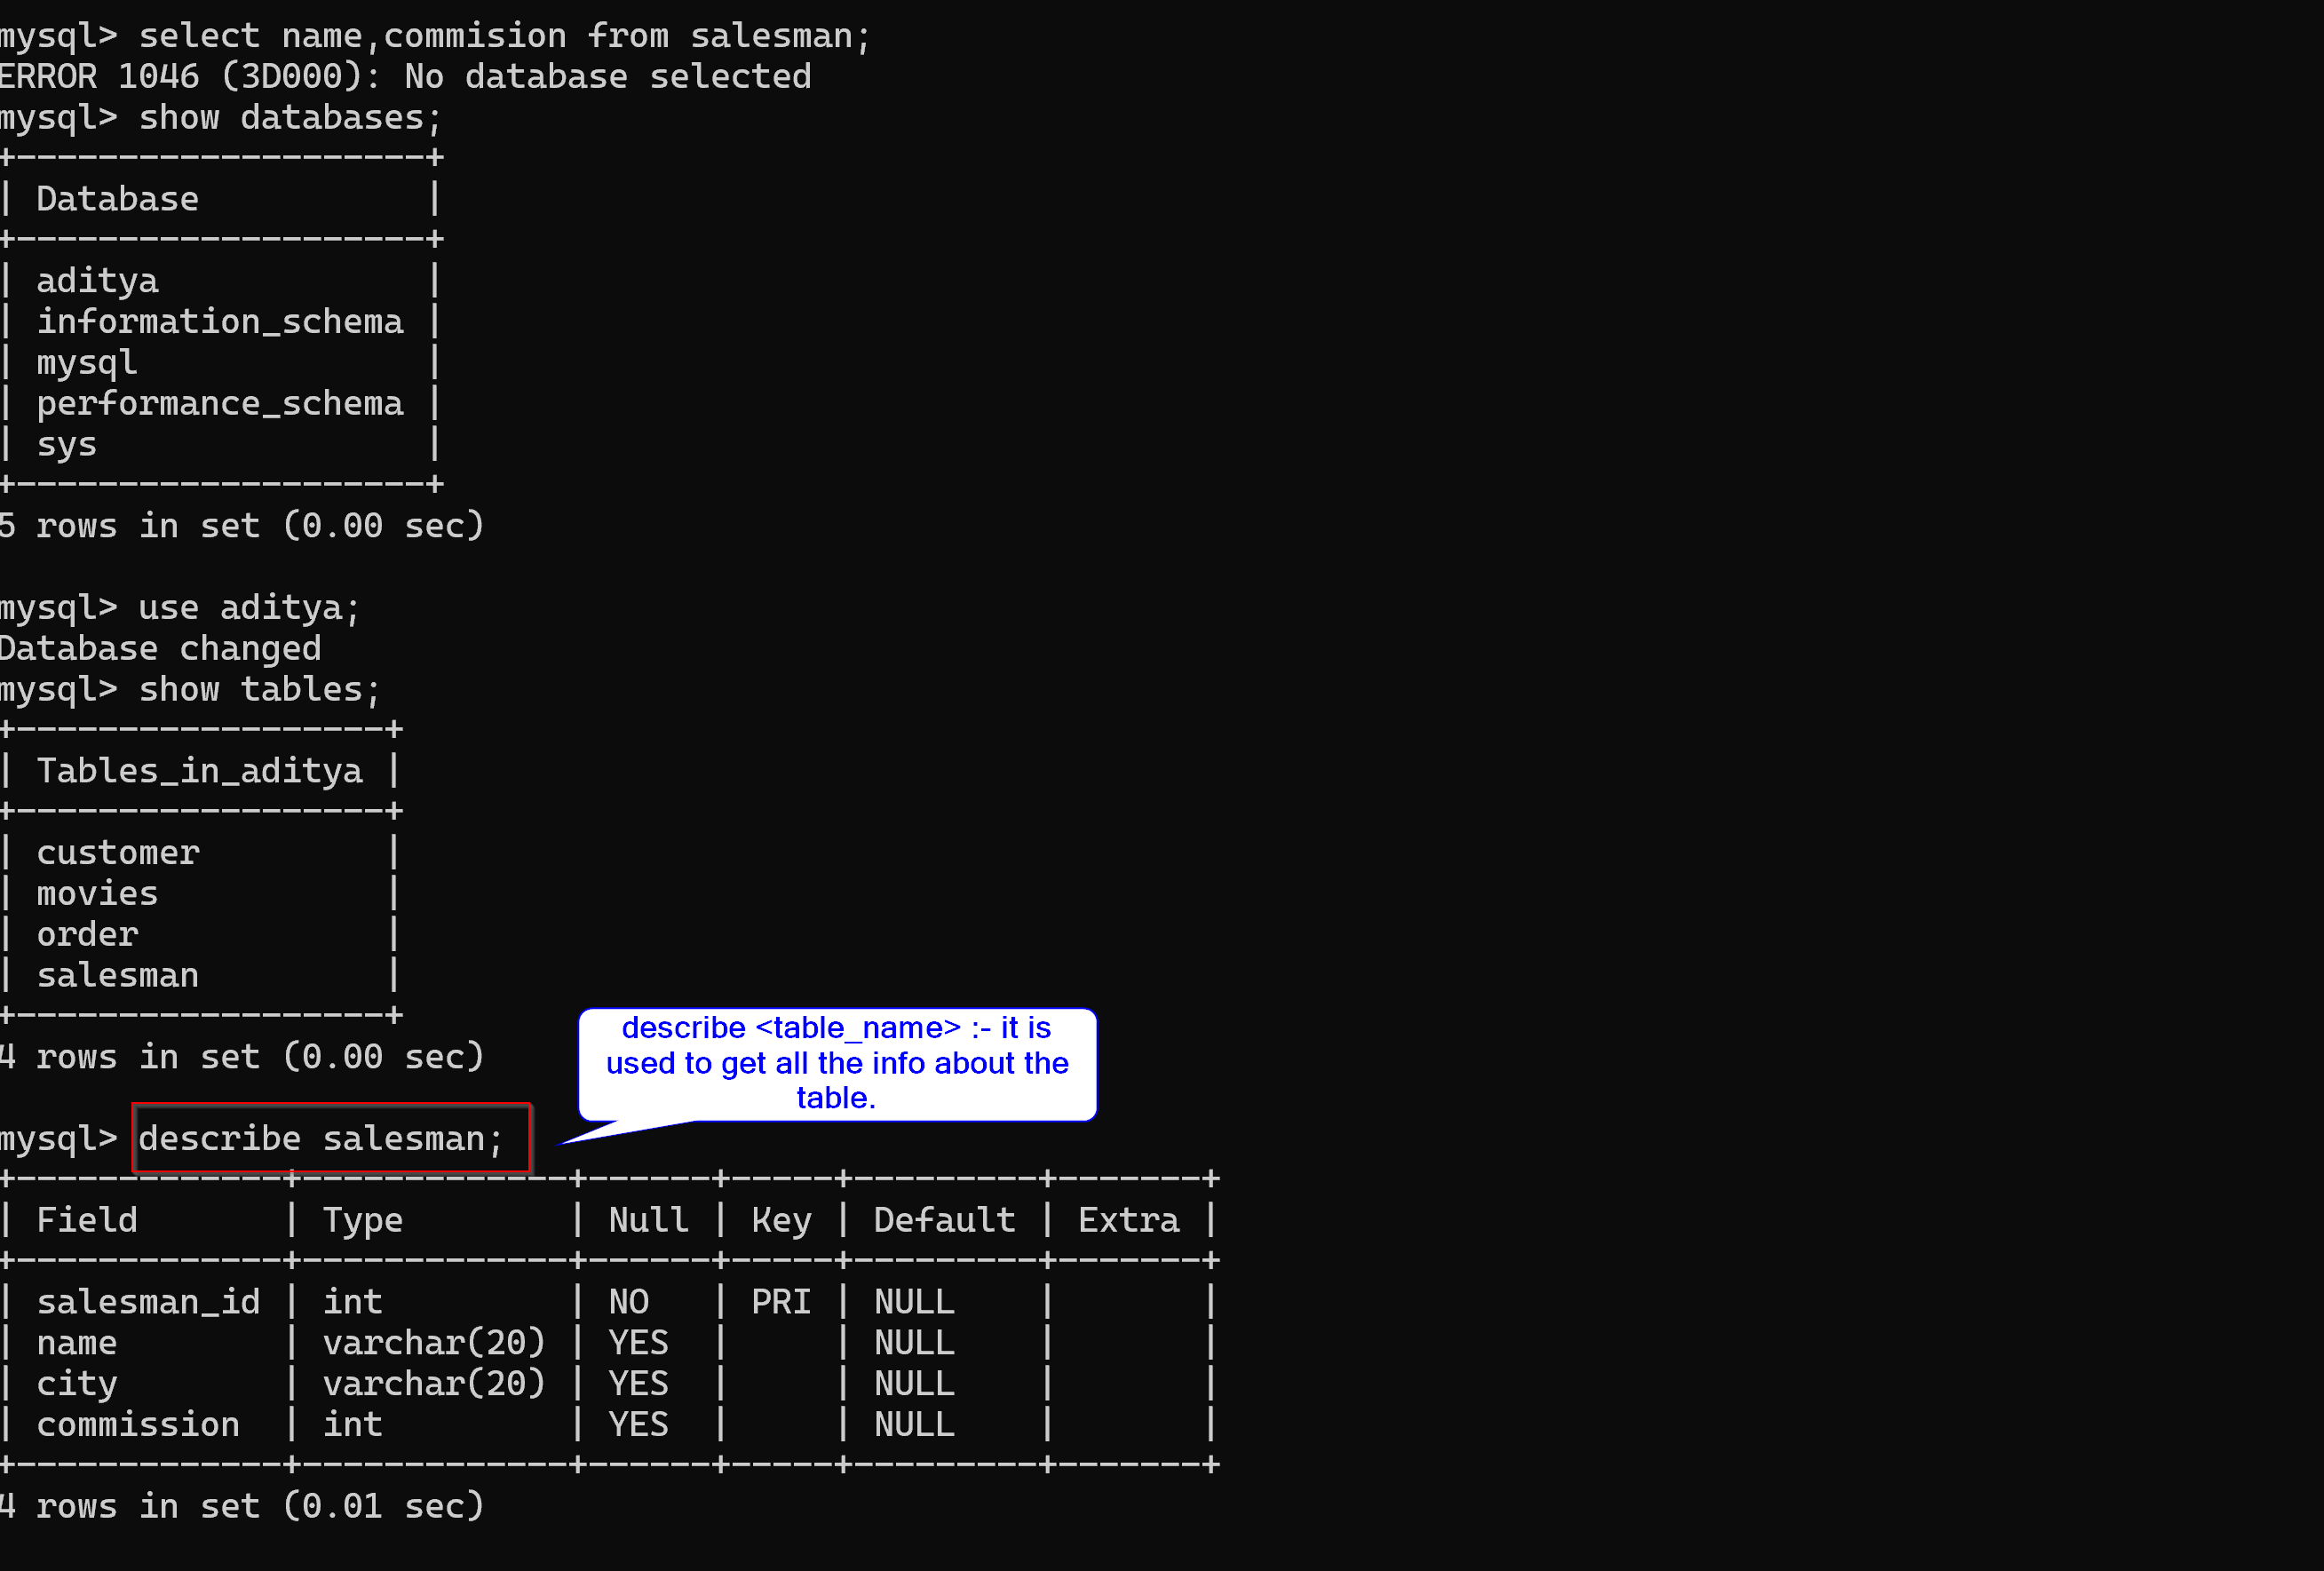 mysql> select name,commision from salesman;
ERROR 1046 (3D000): No database selected
mysql> show databases;
+--------------------+
| Database           |
+--------------------+
| aditya             |
| information_schema |
| mysql              |
| performance_schema |
| sys                |
+--------------------+
5 rows in set (0.00 sec)
mysql> use aditya;
Database changed
mysql> show tables;
+------------------+
| Tables_in_aditya |
+------------------+
| customer         |
| movies           |
| order            |
| salesman         |
+------------------+
4 rows in set (0.00 sec)
describe <table_name> :- it is
used to get all the info about the
table.
mysql> describe salesman;
+-------------+-------------+------+-----+---------+-------+
| Field       | Type        | Null | Key | Default | Extra |
+-------------+-------------+------+-----+---------+-------+
| salesman_id | int         | NO   | PRI | NULL    |       |
| name        | varchar(20) | YES  |     | NULL    |       |
| city        | varchar(20) | YES  |     | NULL    |       |
| commission  | int         | YES  |     | NULL    |       |
+-------------+-------------+------+-----+---------+-------+
4 rows in set (0.01 sec)